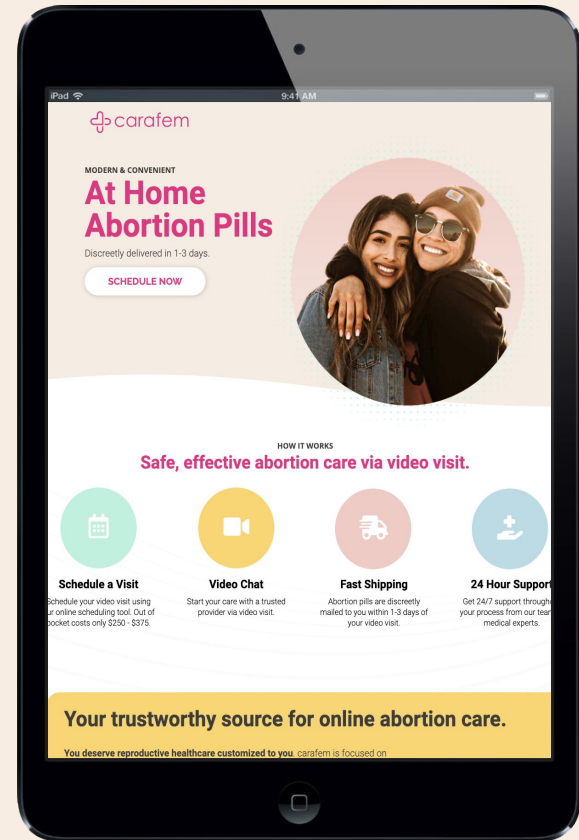 iPad
9:41 AM
carafem
MODERN & CONVENIENT
At Home
Abortion Pills
Discreetly delivered in 1-3 days.
SCHEDULE NOW
HOW IT WORKS
Safe, effective abortion care via video visit.
Schedule a Visit
chedule your video visit using
ur online scheduling tool. Out of
ocket costs only $250 - $375.
Video Chat
Start your care with a trusted
provider via video visit.
Fast Shipping
Abortion pills are discreetly
mailed to you within 1-3 days of
your video visit.
24 Hour Support
Get 24/7 support through
your process from our tea
medical experts.
Your trustworthy source for online abortion care.
You deserve reproductive healthcare customized to you. carafem is focused on